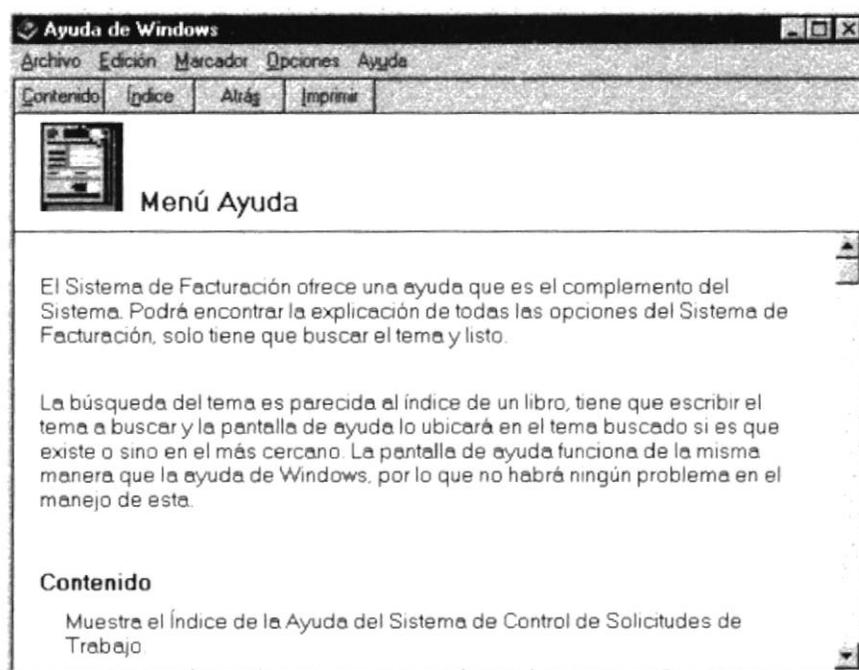 Ayuda de Windows
Archivo Edición Marcador Opciones Ayuda
Contenido Índice Atrás Imprimir
Menú Ayuda
El Sistema de Facturación ofrece una ayuda que es el complemento del
Sistema. Podrá encontrar la explicación de todas las opciones del Sistema de
Facturación, solo tiene que buscar el tema y listo.
La búsqueda del tema es parecida al índice de un libro, tiene que escribir el
tema a buscar y la pantalla de ayuda lo ubicará en el tema buscado si es que
existe o sino en el más cercano. La pantalla de ayuda funciona de la misma
manera que la ayuda de Windows, por lo que no habrá ningún problema en el
manejo de esta.
Contenido
Muestra el Índice de la Ayuda del Sistema de Control de Solicitudes de
Trabajo.